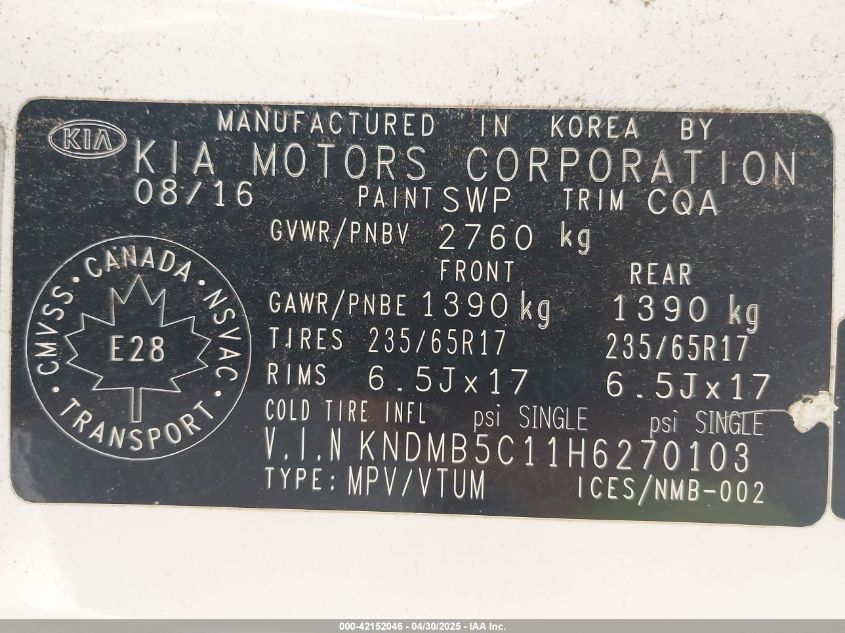 MANUFACTURED IN KOREA BY
KIA KIA MOTORS CORPORATION
08/16 PAINT SWP TRIM CQA
GVWR/PNBV 2760 kg
FRONT REAR
GAWR/PNBE 1390 kg 1390 kg
TIRES 235/65R17 235/65R17
RIMS 6.5Jx17 6.5Jx17
COLD TIRE INFL psi SINGLE psi SINGLE
V.I.N KNDMB5C11H6270103
TYPE: MPV/VTUM ICES/NMB-002
CMVSS · CANADA · NSVAC · TRANSPORT ·
E28
000-42152046 - 04/30/2025 - IAA Inc.